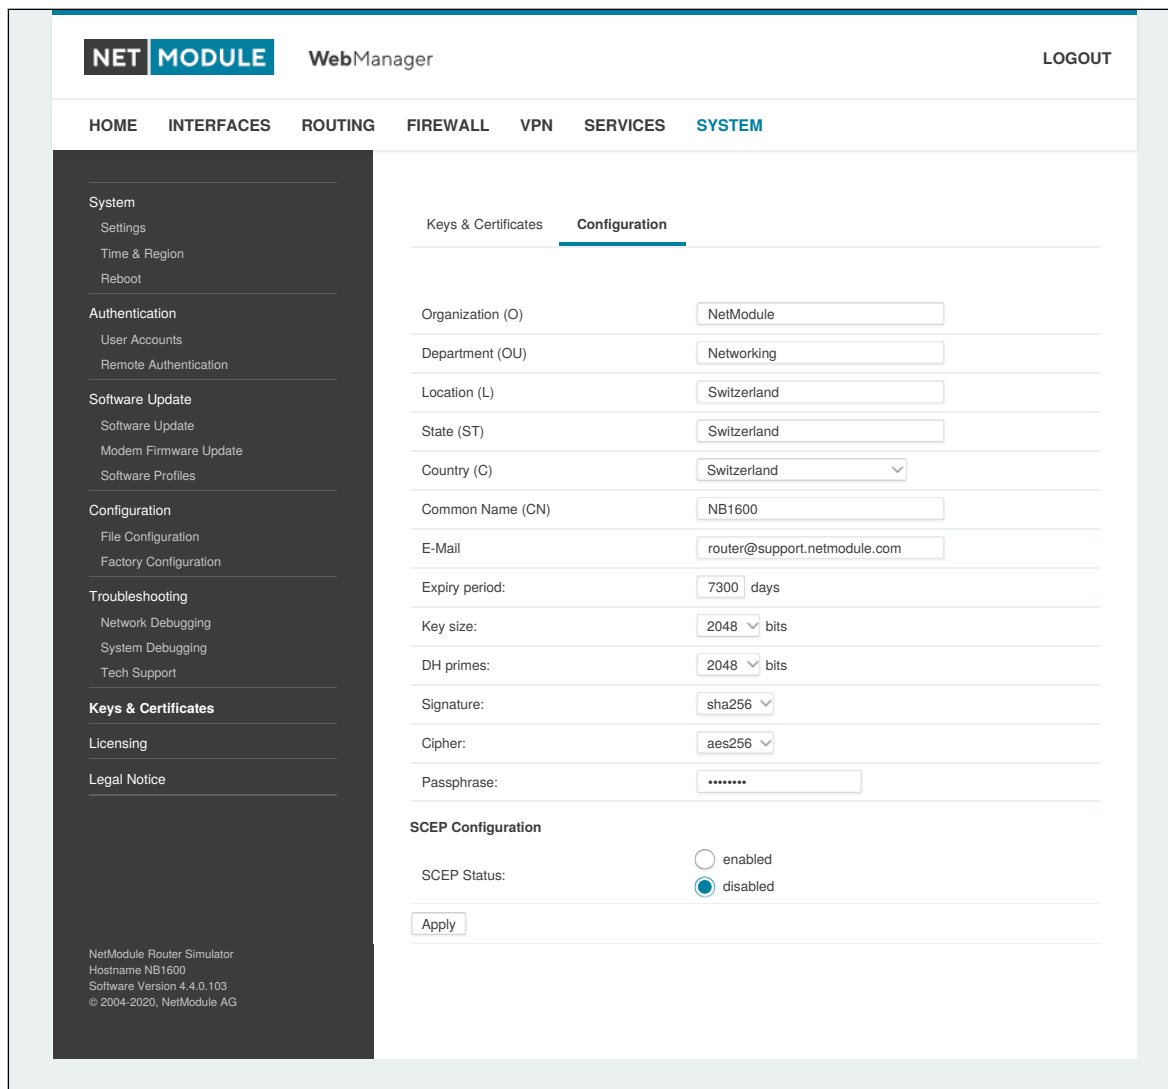 NET MODULE WebManager LOGOUT
HOME INTERFACES ROUTING FIREWALL VPN SERVICES SYSTEM
System
Settings
Time & Region
Reboot
Authentication
User Accounts
Remote Authentication
Software Update
Software Update
Modem Firmware Update
Software Profiles
Configuration
File Configuration
Factory Configuration
Troubleshooting
Network Debugging
System Debugging
Tech Support
Keys & Certificates
Licensing
Legal Notice
NetModule Router Simulator
Hostname NB1600
Software Version 4.4.0.103
© 2004-2020, NetModule AG
Keys & Certificates Configuration
Organization (O) NetModule
Department (OU) Networking
Location (L) Switzerland
State (ST) Switzerland
Country (C) Switzerland
Common Name (CN) NB1600
E-Mail router@support.netmodule.com
Expiry period: 7300 days
Key size: 2048 bits
DH primes: 2048 bits
Signature: sha256
Cipher: aes256
Passphrase: ••••••••
SCEP Configuration
SCEP Status: enabled
disabled
Apply